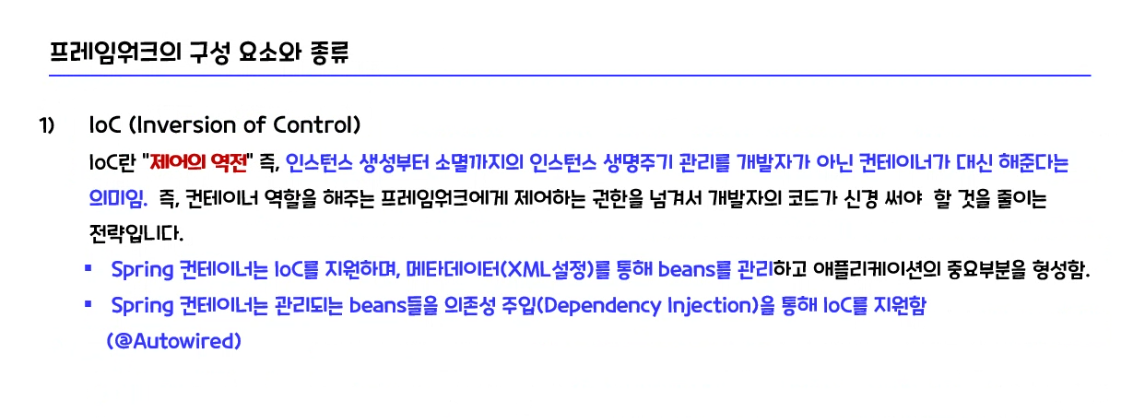 프레임워크의 구성 요소와 종류
1) IoC (Inversion of Control)
IoC란 "제어의 역전" 즉, 인스턴스 생성부터 소멸까지의 인스턴스 생명주기 관리를 개발자가 아닌 컨테이너가 대신 해준다는
의미임. 즉, 컨테이너 역할을 해주는 프레임워크에게 제어하는 권한을 넘겨서 개발자의 코드가 신경 써야 할 것을 줄이는
전략입니다.
▪ Spring 컨테이너는 IoC를 지원하며, 메타데이터(XML설정)를 통해 beans를 관리하고 애플리케이션의 중요부분을 형성함.
▪ Spring 컨테이너는 관리되는 beans들을 의존성 주입(Dependency Injection)을 통해 IoC를 지원함
(@Autowired)